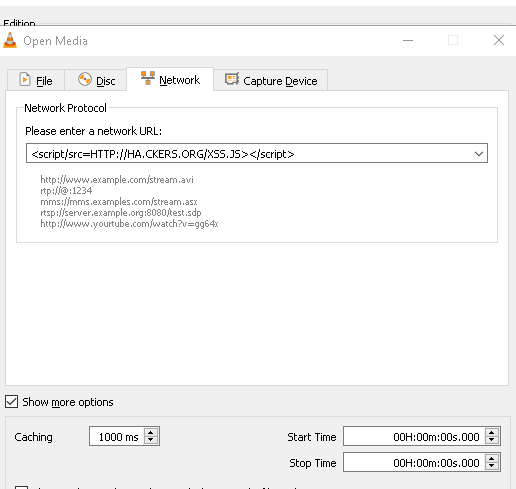 Edition
Open Media
File Disc Network Capture Device
Network Protocol
Please enter a network URL:
<script/src=HTTP://HA.CKERS.ORG/XSS.JS></script>
http://www.example.com/stream.avi
rtp://@:1234
mms://mms.examples.com/stream.asx
rtsp://server.example.org:8080/test.sdp
http://www.yourtube.com/watch?v=gg64x
Show more options
Caching 1000 ms Start Time 00H:00m:00s.000
Stop Time 00H:00m:00s.000